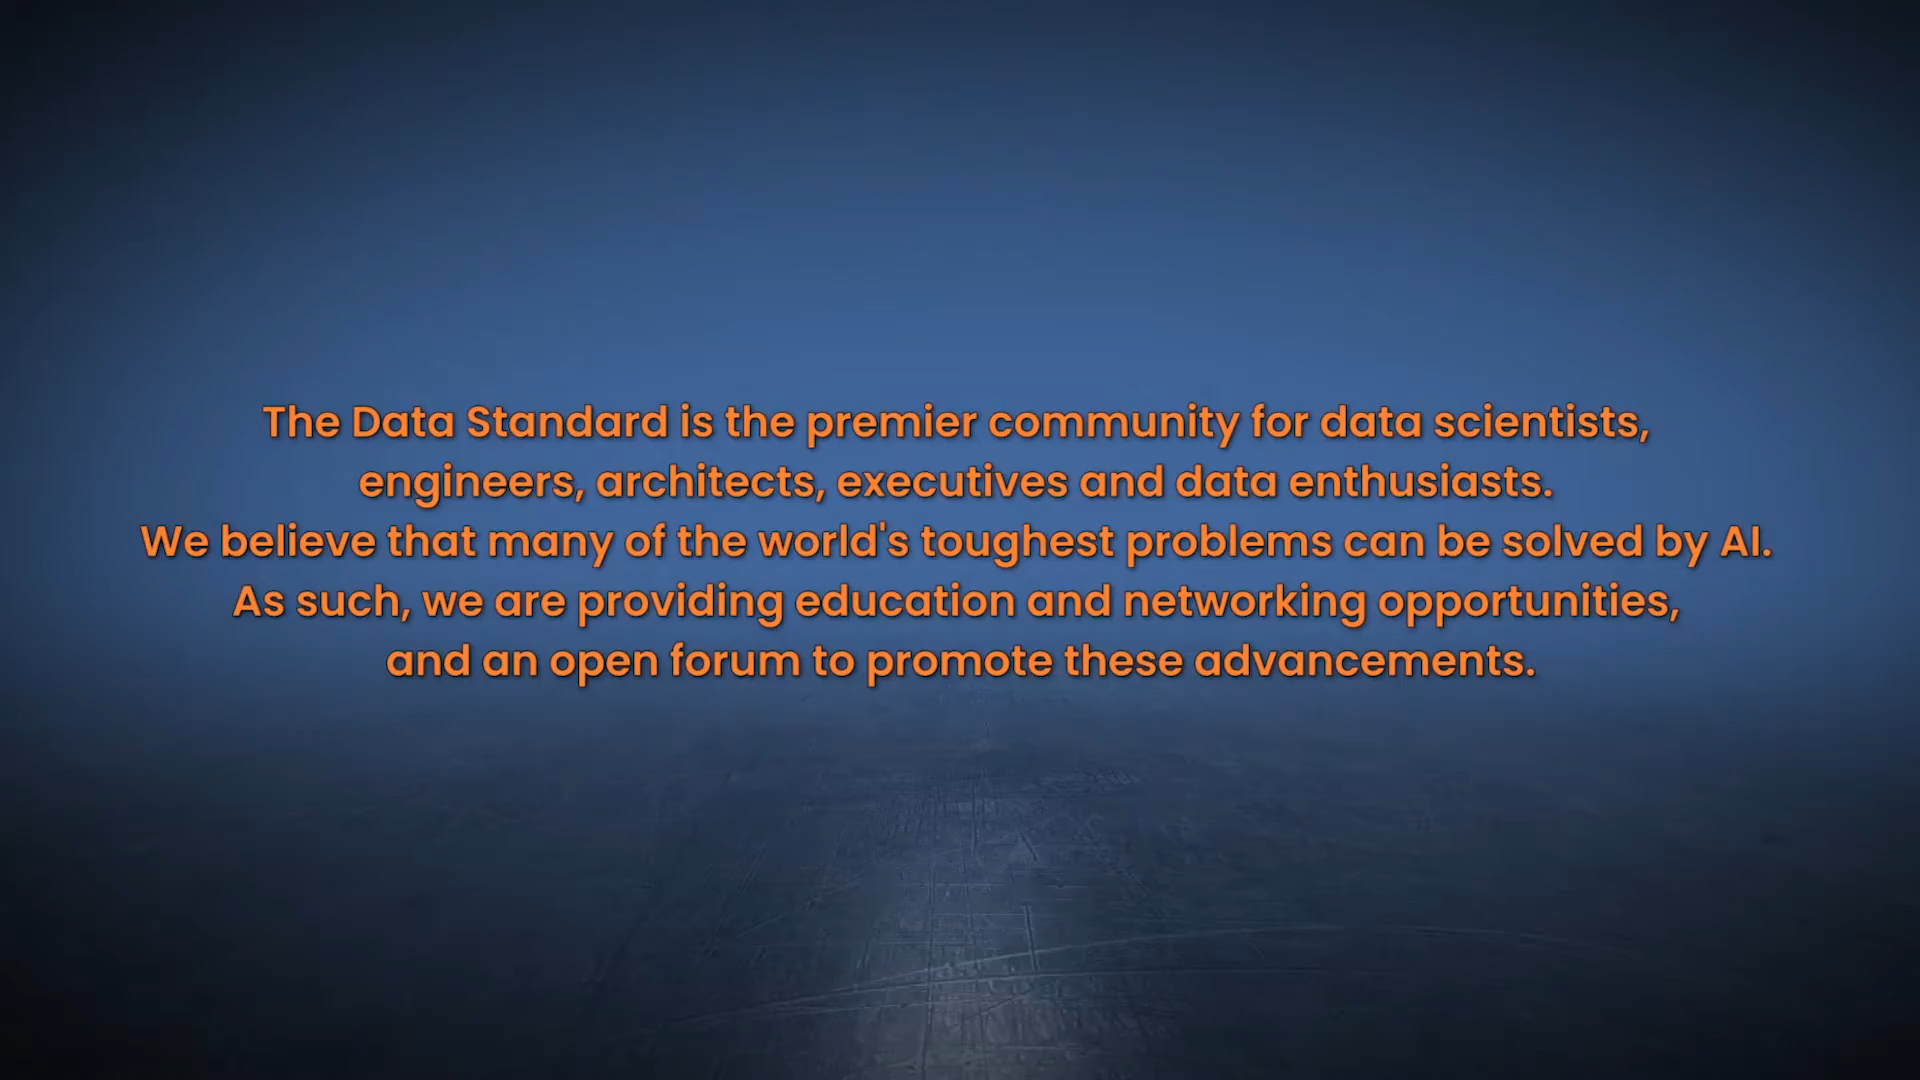 The Data Standard is the premier community for data scientists,
engineers, architects, executives and data enthusiasts.
We believe that many of the world's toughest problems can be solved by AI.
As such, we are providing education and networking opportunities,
and an open forum to promote these advancements.